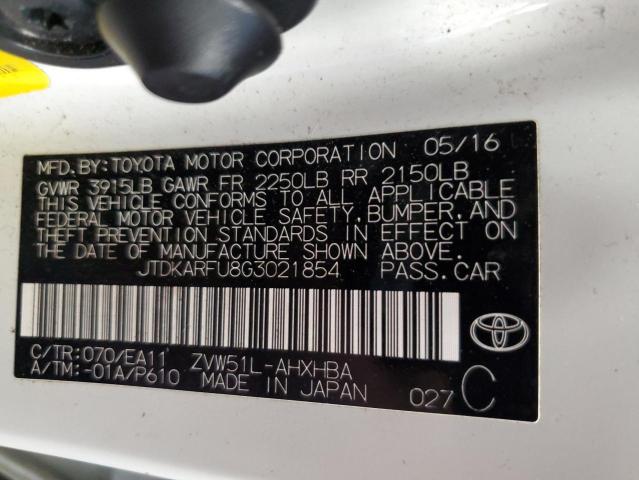 MFD.BY:TOYOTA MOTOR CORPORATION 05/16
GVWR 3915LB GAWR FR 2250LB RR 2150LB
THIS VEHICLE CONFORMS TO ALL APPLICABLE
FEDERAL MOTOR VEHICLE SAFETY,BUMPER,AND
THEFT PREVENTION STANDARDS IN EFFECT ON
THE DATE OF MANUFACTURE SHOWN ABOVE.
JTDKARFU8G3021854 PASS.CAR
C/TR:070/EA11 ZVW51L-AHXHBA
A/TM:-01A/P610 MADE IN JAPAN 027 C